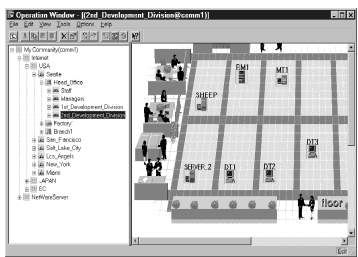 Operation Window - [(2nd_Development_Division@comm1)]
File Edit View Tools Options help
My Community(comm1)
Internet
USA
Seattle
Head_Office
Staff
Managers
1st_Development_Division
2nd_Development_Division
Factory
Branch1
San_Francisco
Salt_Lake_City
Los_Angels
New_York
Miami
JAPAN
EC
NetWareServer
RM1
MT1
SHEEP
DT3
SERVER_2
DT1
DT2
floor
Exit